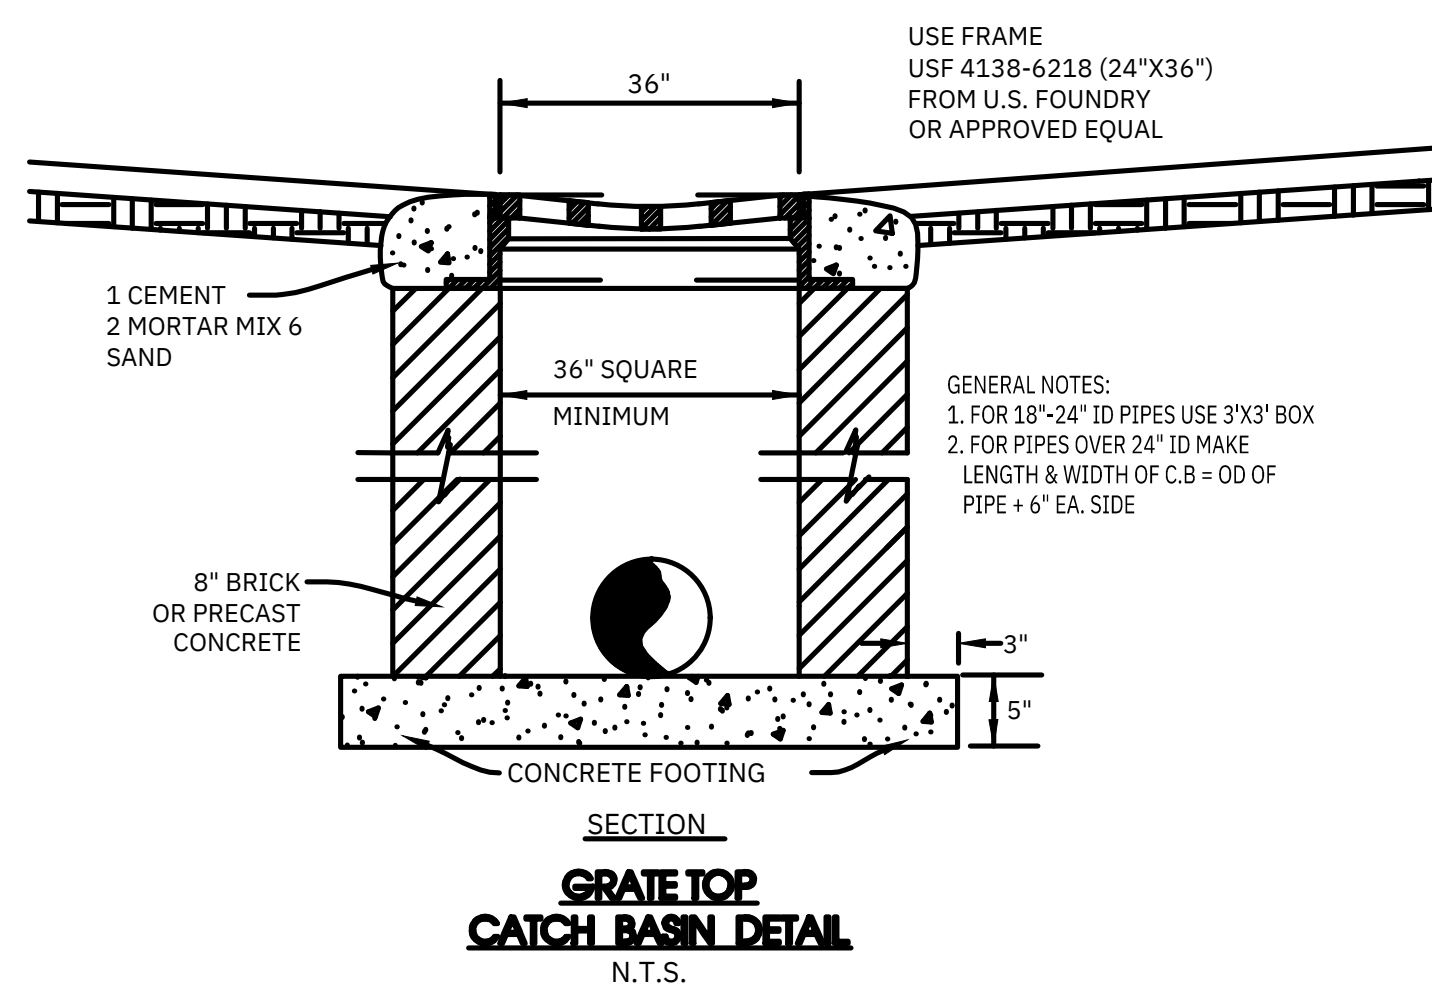 USE FRAME
USF 4138-6218 (24"X36")
FROM U.S. FOUNDRY
OR APPROVED EQUAL
36"
1 CEMENT
2 MORTAR MIX 6
SAND
36" SQUARE
MINIMUM
GENERAL NOTES:
1. FOR 18"-24" ID PIPES USE 3'X3' BOX
2. FOR PIPES OVER 24" ID MAKE
LENGTH & WIDTH OF C.B = OD OF
PIPE + 6" EA. SIDE
8" BRICK
OR PRECAST
CONCRETE
3"
5"
CONCRETE FOOTING
SECTION
GRATE TOP
CATCH BASIN DETAIL
N.T.S.